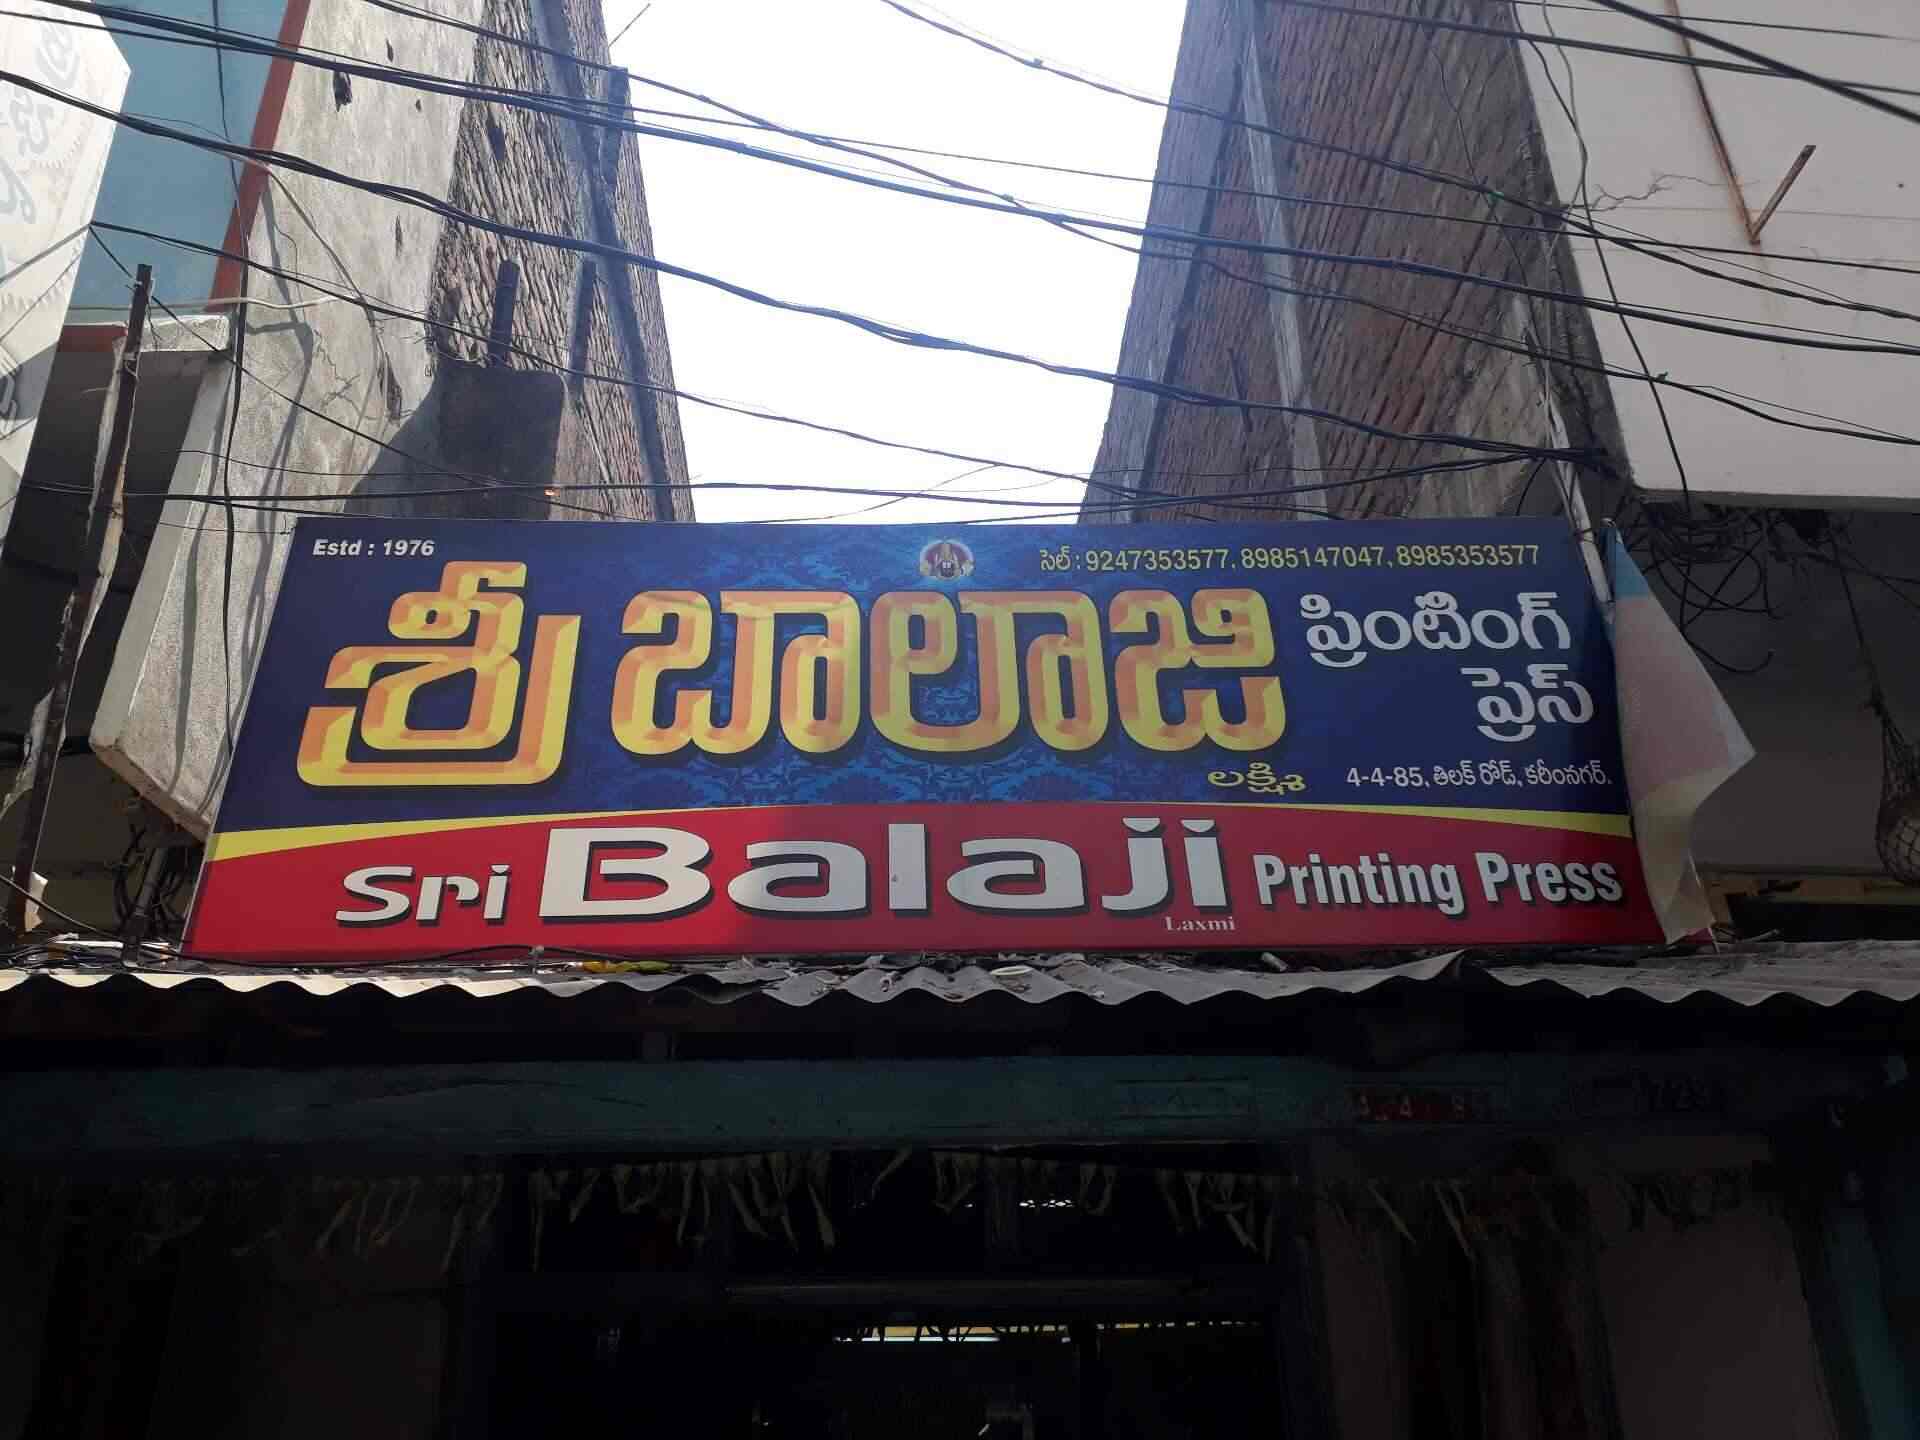 Estd : 1976
సెల్ : 9247353577, 8985147047, 8985353577
శ్రీ బాలాజి ప్రింటింగ్
ప్రెస్
లక్ష్మి
4-4-85, తిలక్ రోడ్, కరీంనగర్.
Sri Balaji Printing Press
Laxmi